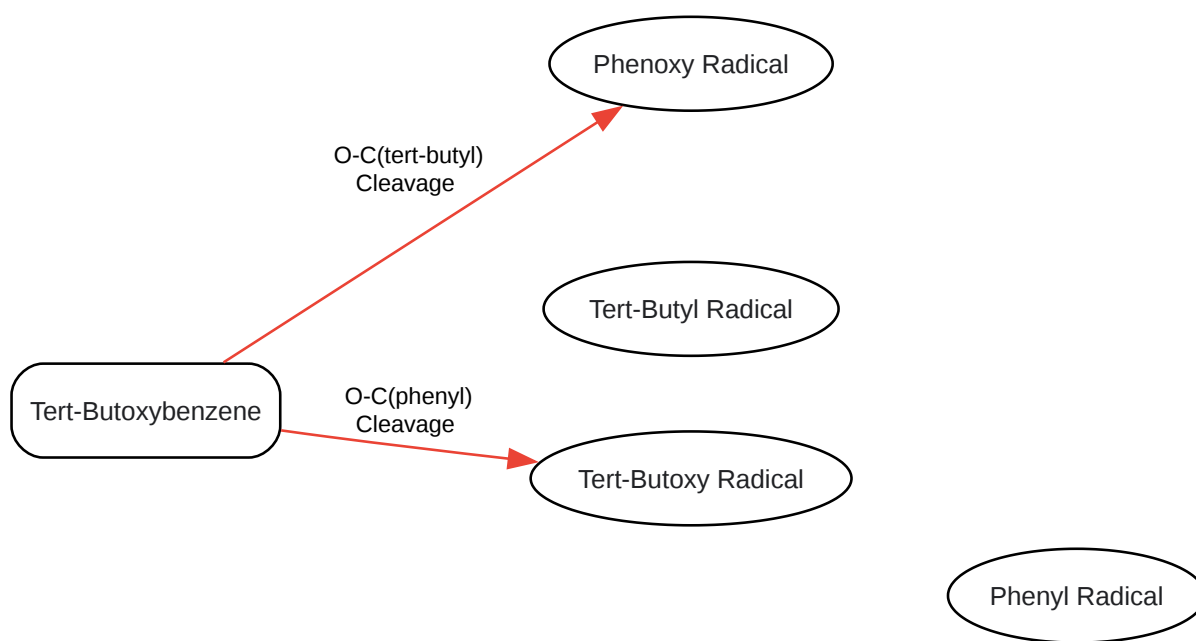 Phenoxy Radical
O-C(tert-butyl)
Cleavage
Tert-Butyl Radical
Tert-Butoxybenzene
O-C(phenyl)
Cleavage
Tert-Butoxy Radical
Phenyl Radical